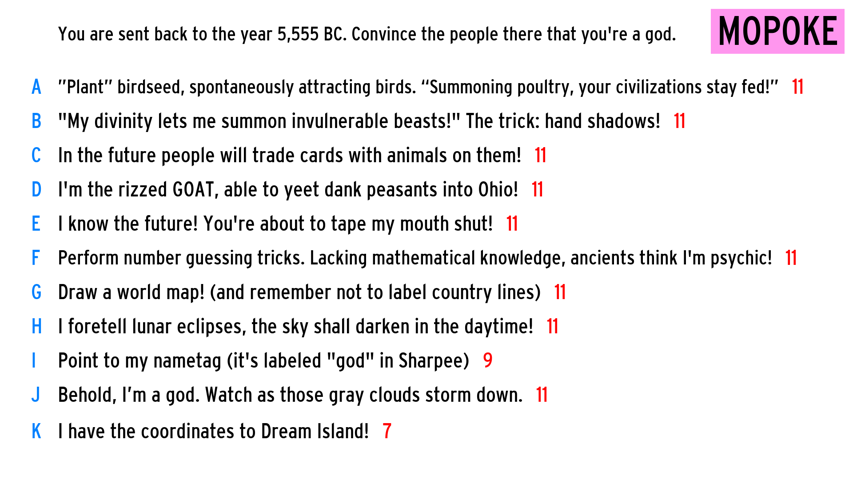 You are sent back to the year 5,555 BC. Convince the people there that you're a god.
MOPOKE
A ”Plant” birdseed, spontaneously attracting birds. “Summoning poultry, your civilizations stay fed!” 11
B "My divinity lets me summon invulnerable beasts!" The trick: hand shadows! 11
C In the future people will trade cards with animals on them! 11
D I'm the rizzed GOAT, able to yeet dank peasants into Ohio! 11
E I know the future! You're about to tape my mouth shut! 11
F Perform number guessing tricks. Lacking mathematical knowledge, ancients think I'm psychic! 11
G Draw a world map! (and remember not to label country lines) 11
H I foretell lunar eclipses, the sky shall darken in the daytime! 11
I Point to my nametag (it's labeled "god" in Sharpee) 9
J Behold, I’m a god. Watch as those gray clouds storm down. 11
K I have the coordinates to Dream Island! 7